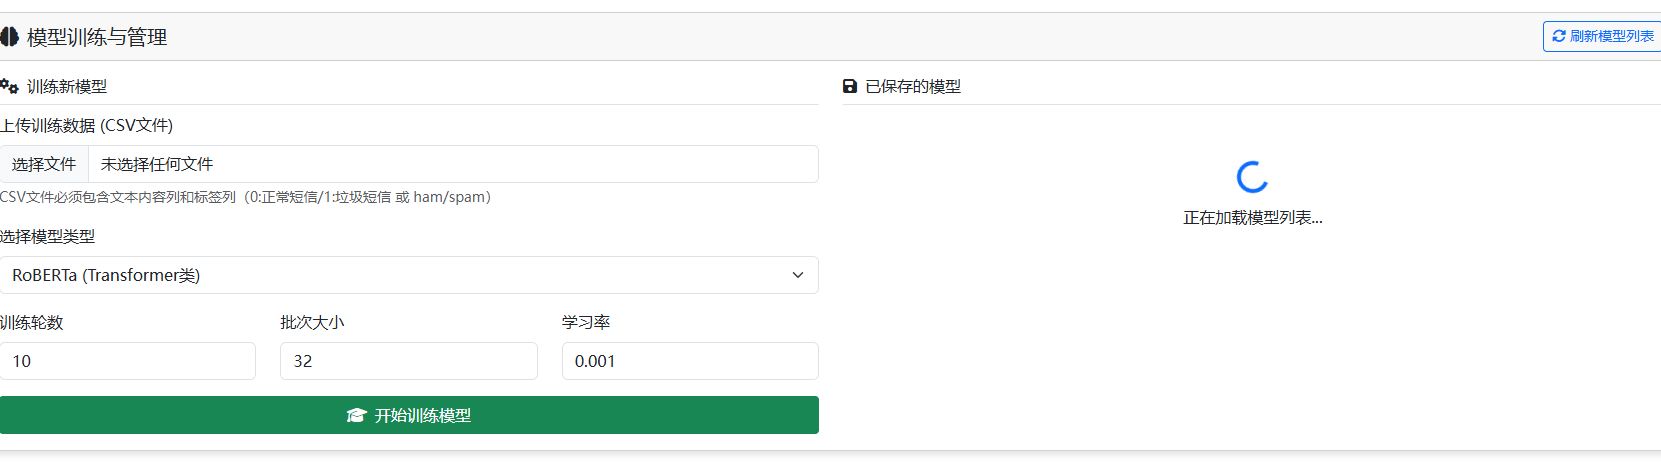 模型训练与管理
刷新模型列表
训练新模型
上传训练数据 (CSV文件)
选择文件 未选择任何文件
CSV文件必须包含文本内容列和标签列（0:正常短信/1:垃圾短信 或 ham/spam）
选择模型类型
RoBERTa (Transformer类)
训练轮数 批次大小 学习率
10 32 0.001
开始训练模型
已保存的模型
正在加载模型列表...